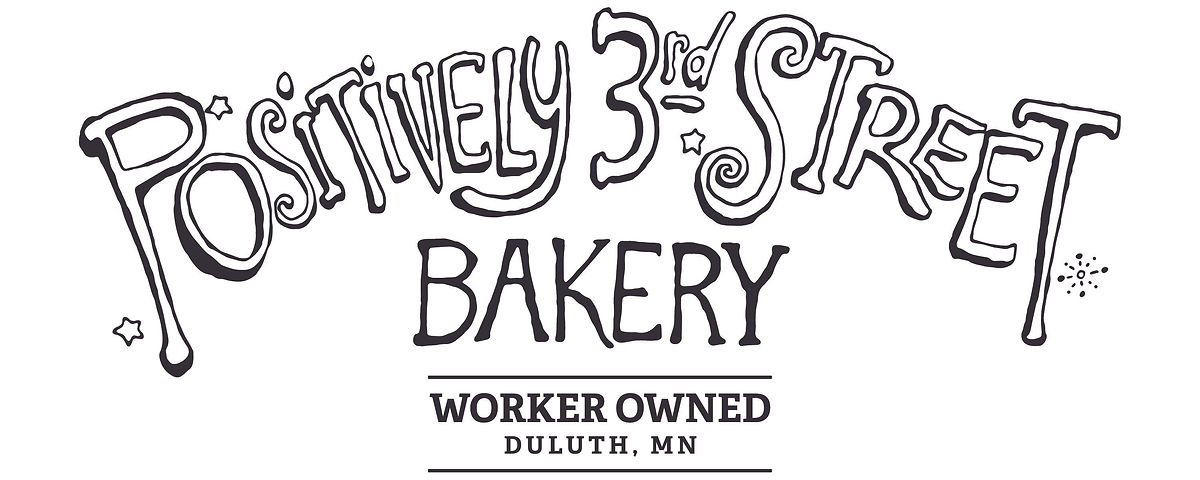 POSiTiVELY 3rd STREET
BAKERY
WORKER OWNED
DULUTH, MN